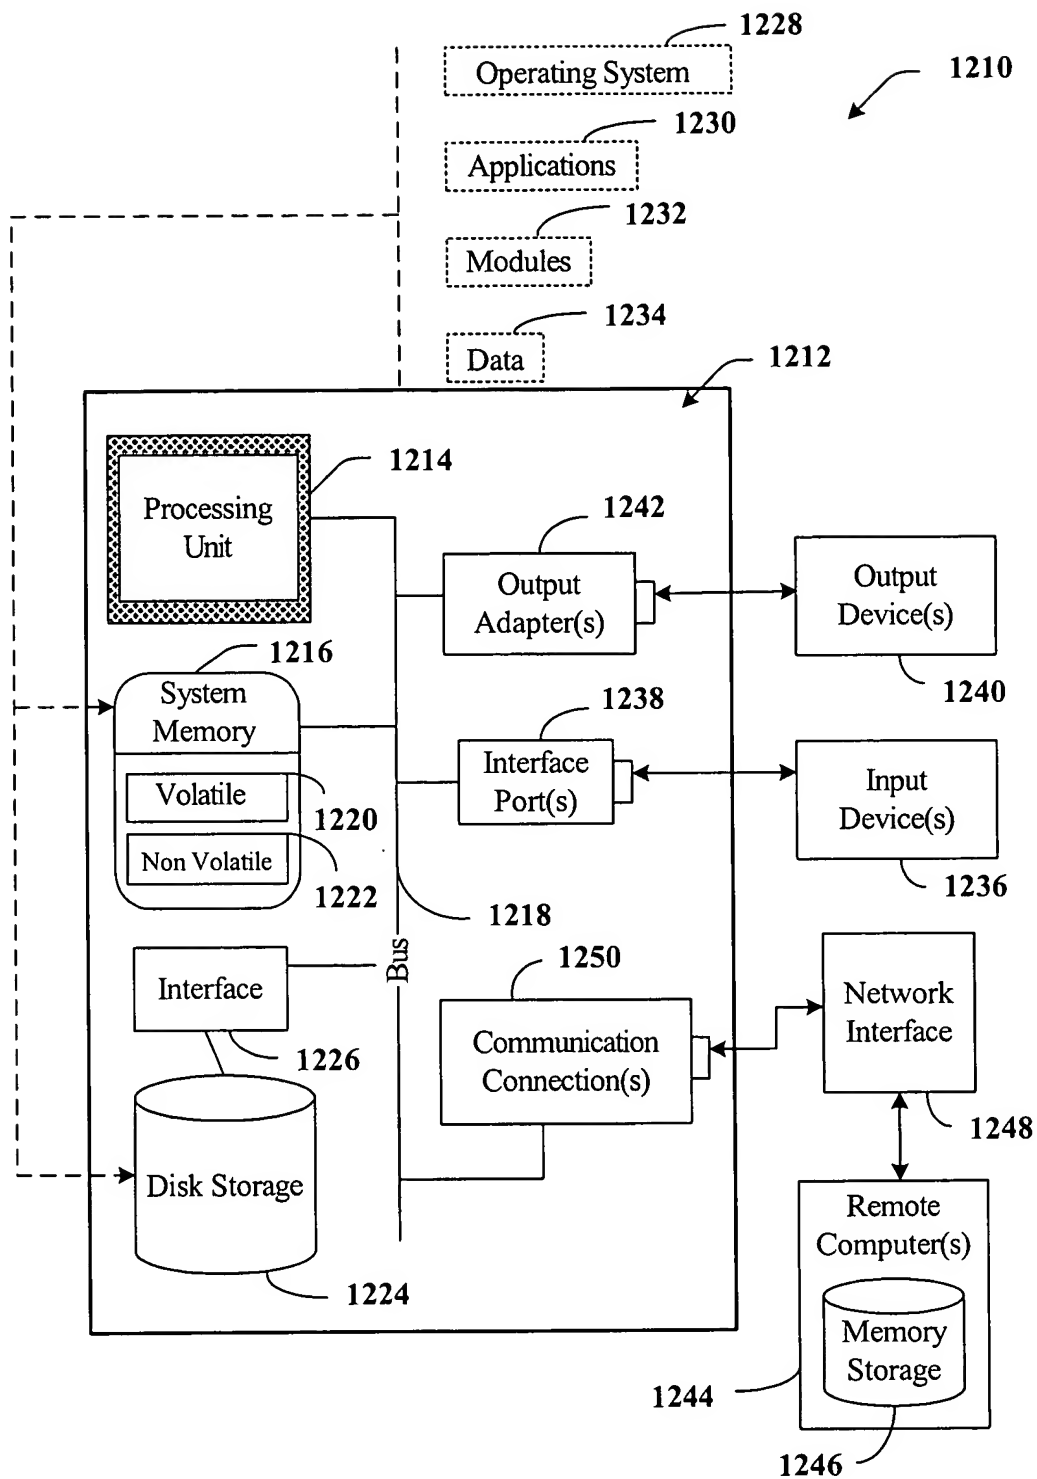 1228
Operating System
1210
1230
Applications
1232
Modules
1234
Data
1212
1214
Processing
Unit
1242
Output
Adapter(s)
Output
Device(s)
1240
1216
System
Memory
1238
Interface
Port(s)
Input
Device(s)
1236
Volatile
1220
Non Volatile
1222
1218
Bus
1250
Interface
1226
Communication
Connection(s)
Network
Interface
1248
Disk Storage
1224
Remote
Computer(s)
Memory
Storage
1244
1246